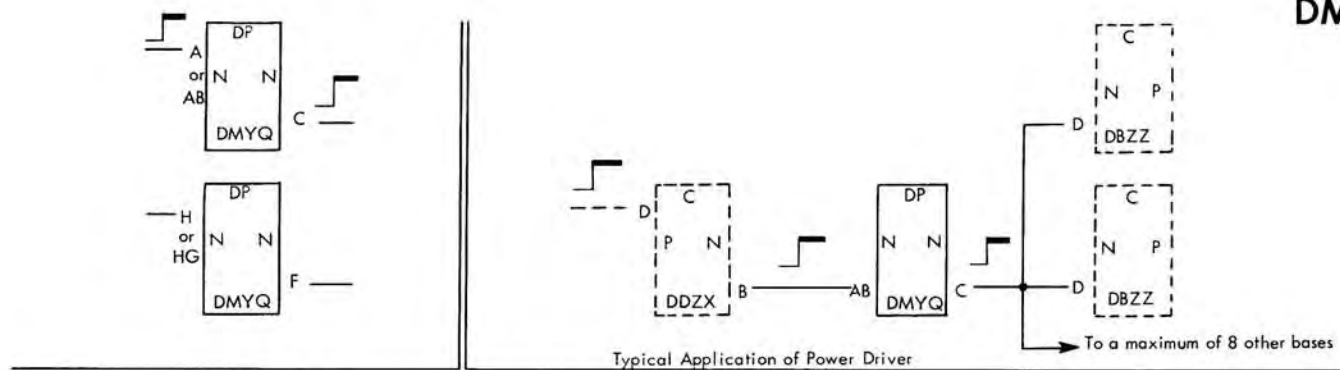 DM
DP
A
or
AB
N N
C
DMYQ
DP
H
or
HG
N N
F
DMYQ
C
D
P N
DDZX
B
AB
DP
N N
DMYQ
C
C
N P
D
DBZZ
C
N P
D
DBZZ
To a maximum of 8 other bases
Typical Application of Power Driver